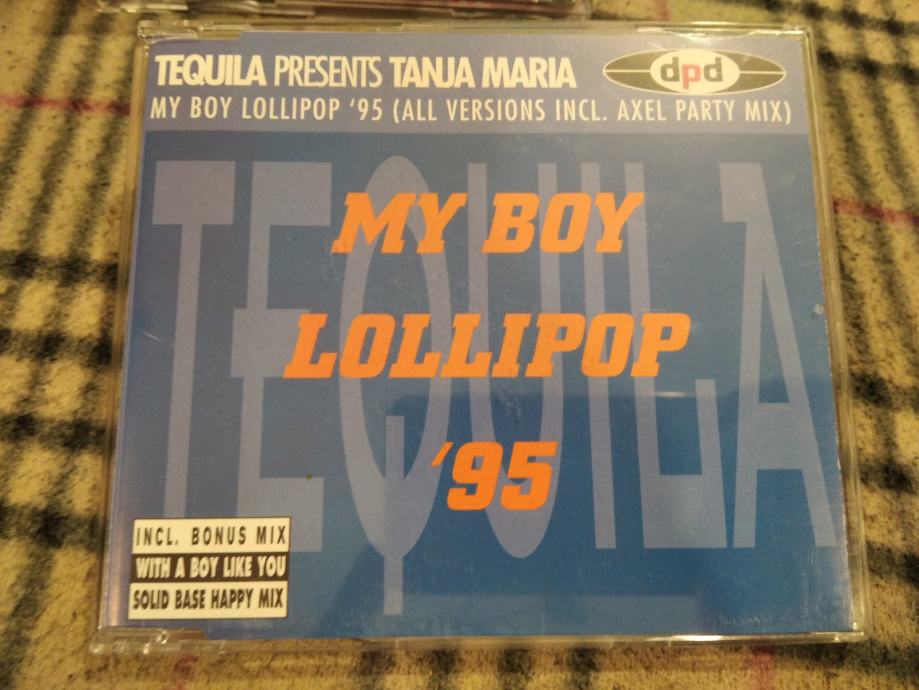 TEQUILA PRESENTS TANJA MARIA
dpd
MY BOY LOLLIPOP '95 (ALL VERSIONS INCL. AXEL PARTY MIX)
TEQUILA
MY BOY
LOLLIPOP
'95
INCL. BONUS MIX
WITH A BOY LIKE YOU
SOLID BASE HAPPY MIX